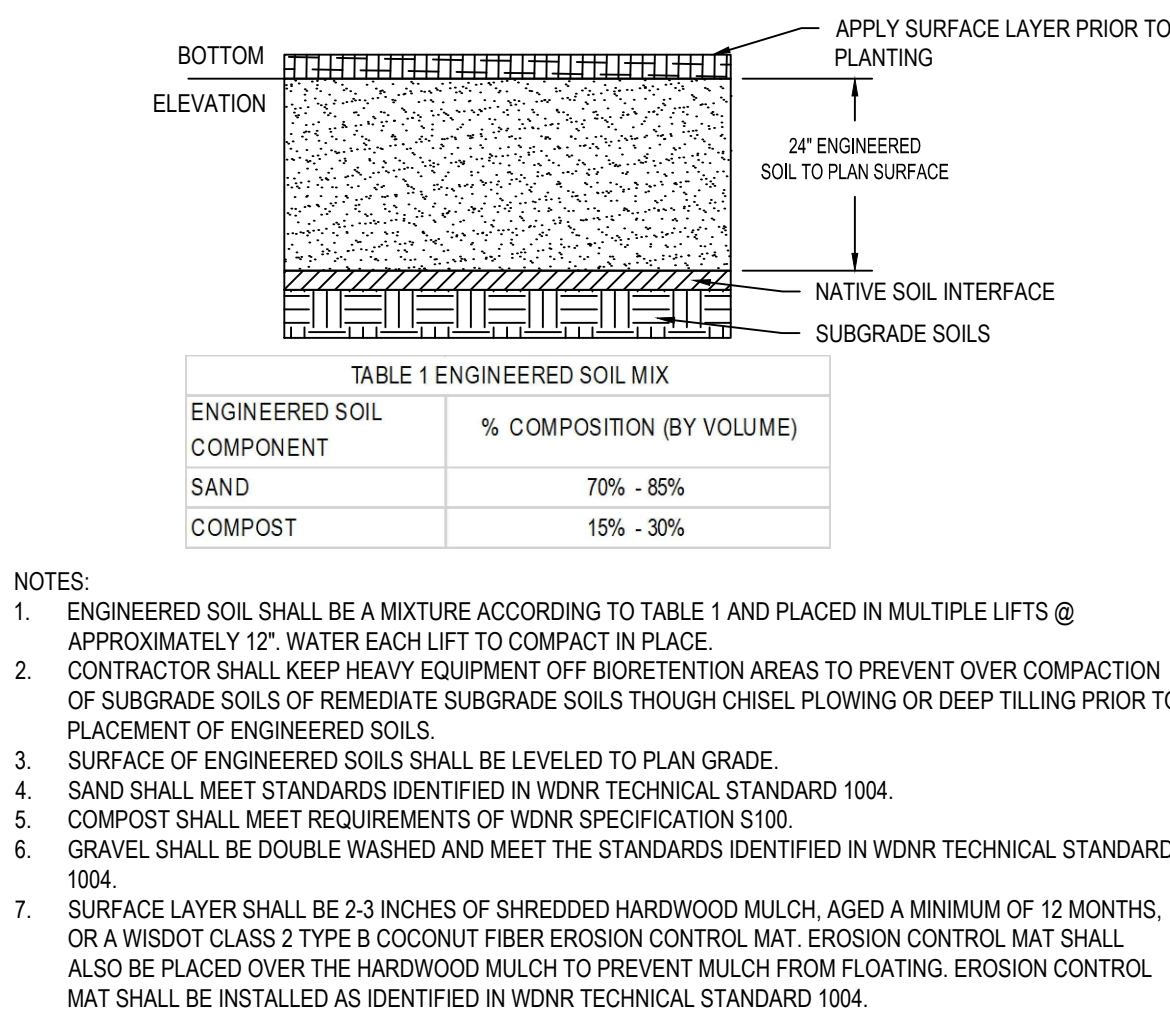 APPLY SURFACE LAYER PRIOR TO
PLANTING
BOTTOM
ELEVATION
24" ENGINEERED
SOIL TO PLAN SURFACE
NATIVE SOIL INTERFACE
SUBGRADE SOILS
TABLE 1 ENGINEERED SOIL MIX
ENGINEERED SOIL
COMPONENT
% COMPOSITION (BY VOLUME)
SAND 70% - 85%
COMPOST 15% - 30%
NOTES:
1. ENGINEERED SOIL SHALL BE A MIXTURE ACCORDING TO TABLE 1 AND PLACED IN MULTIPLE LIFTS @
APPROXIMATELY 12". WATER EACH LIFT TO COMPACT IN PLACE.
2. CONTRACTOR SHALL KEEP HEAVY EQUIPMENT OFF BIORETENTION AREAS TO PREVENT OVER COMPACTION
OF SUBGRADE SOILS OF REMEDIATE SUBGRADE SOILS THOUGH CHISEL PLOWING OR DEEP TILLING PRIOR TO
PLACEMENT OF ENGINEERED SOILS.
3. SURFACE OF ENGINEERED SOILS SHALL BE LEVELED TO PLAN GRADE.
4. SAND SHALL MEET STANDARDS IDENTIFIED IN WDNR TECHNICAL STANDARD 1004.
5. COMPOST SHALL MEET REQUIREMENTS OF WDNR SPECIFICATION S100.
6. GRAVEL SHALL BE DOUBLE WASHED AND MEET THE STANDARDS IDENTIFIED IN WDNR TECHNICAL STANDARD
1004.
7. SURFACE LAYER SHALL BE 2-3 INCHES OF SHREDDED HARDWOOD MULCH, AGED A MINIMUM OF 12 MONTHS,
OR A WISDOT CLASS 2 TYPE B COCONUT FIBER EROSION CONTROL MAT. EROSION CONTROL MAT SHALL
ALSO BE PLACED OVER THE HARDWOOD MULCH TO PREVENT MULCH FROM FLOATING. EROSION CONTROL
MAT SHALL BE INSTALLED AS IDENTIFIED IN WDNR TECHNICAL STANDARD 1004.